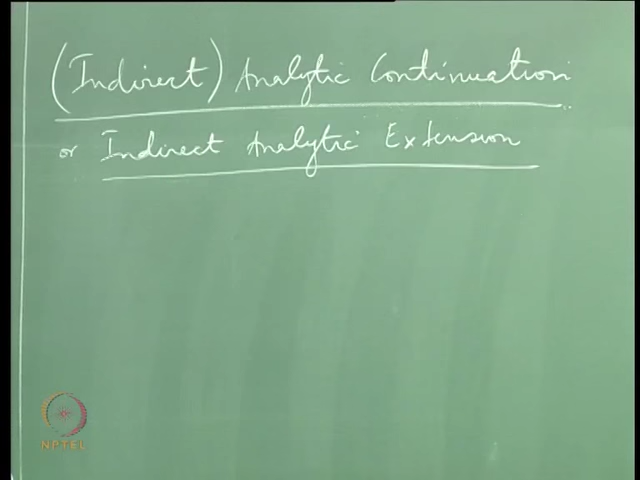 (Indirect) Analytic Continuation
or Indirect Analytic Extension
NPTEL